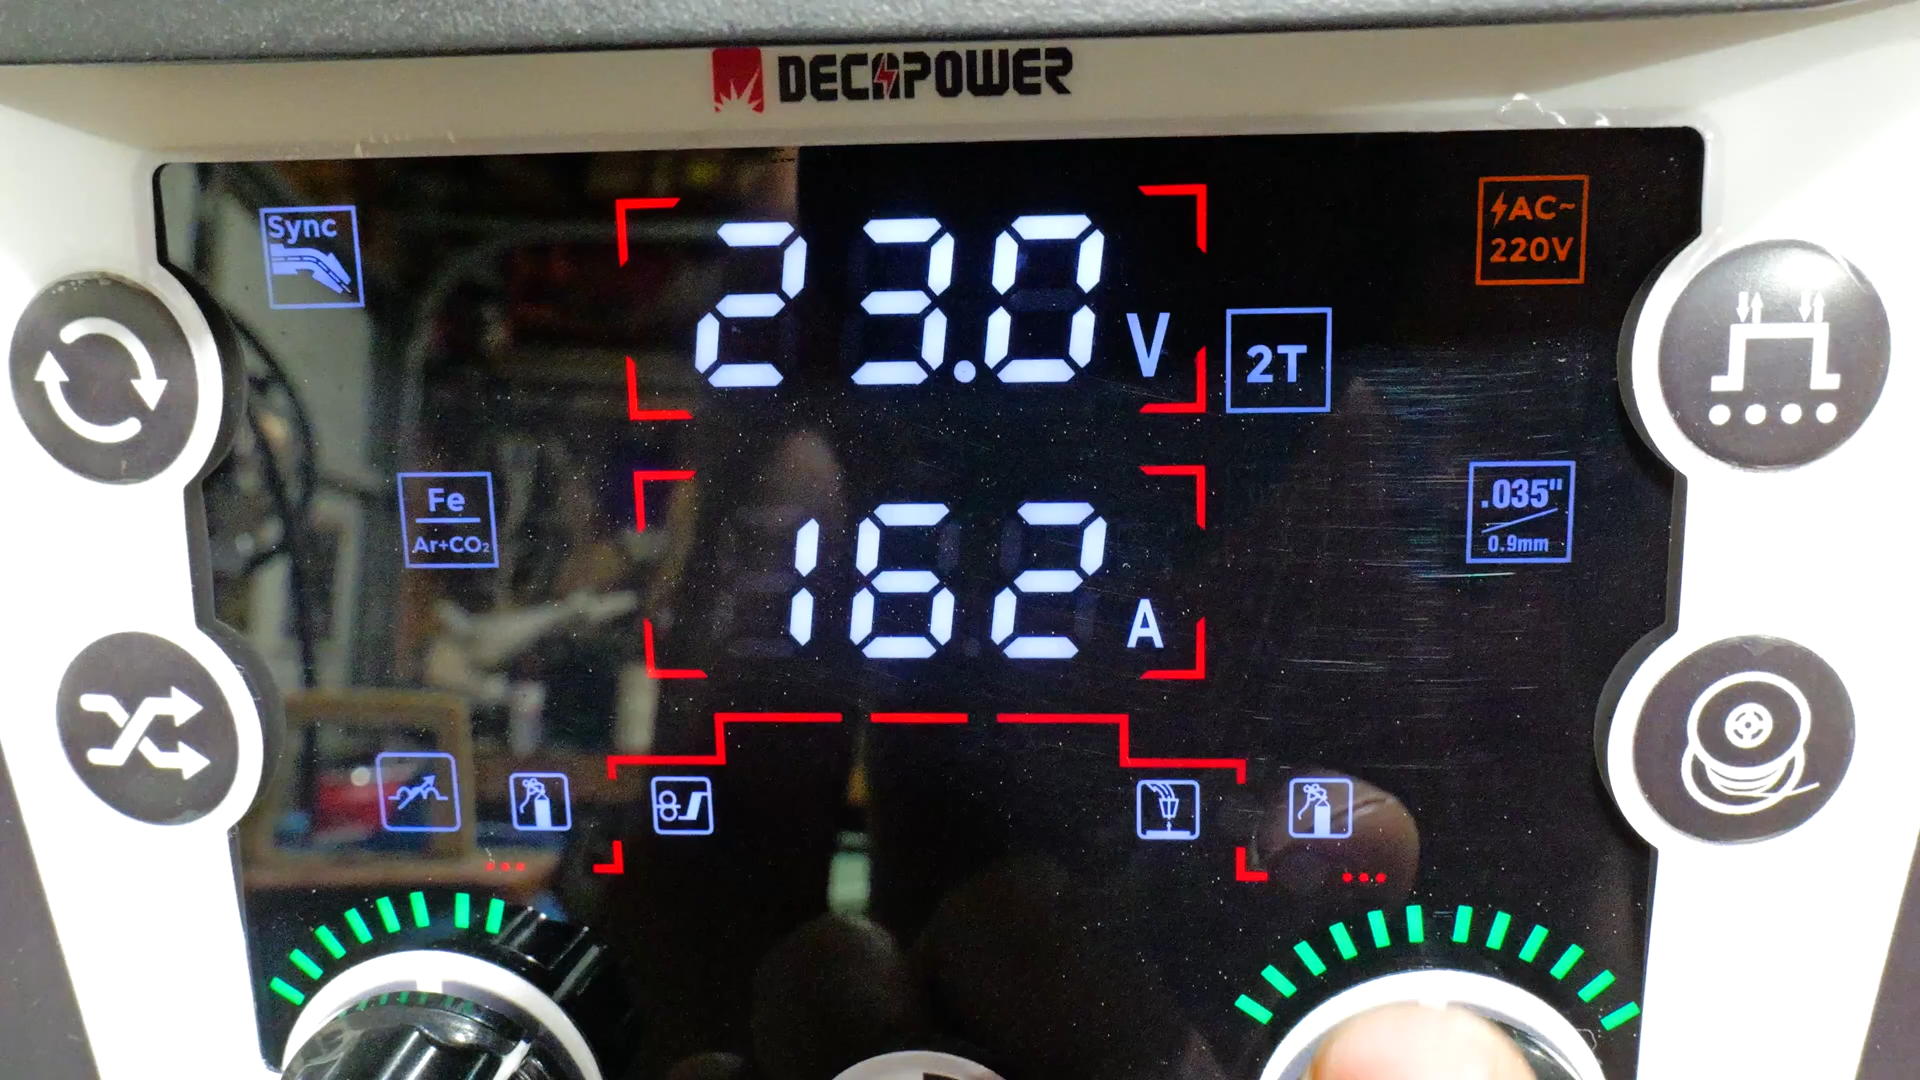 DECAPOWER
Sync
23.0 V
AC~
220V
2T
Fe
Ar+CO₂
162 A
.035"
0.9mm